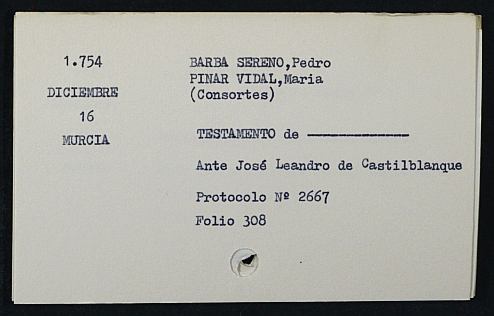 1.754
DICIEMBRE
16
MURCIA
BARBA SERENO,Pedro
PINAR VIDAL,Maria
(Consortes)
TESTAMENTO de ——————
Ante José Leandro de Castilblanque
Protocolo Nº 2667
Folio 308